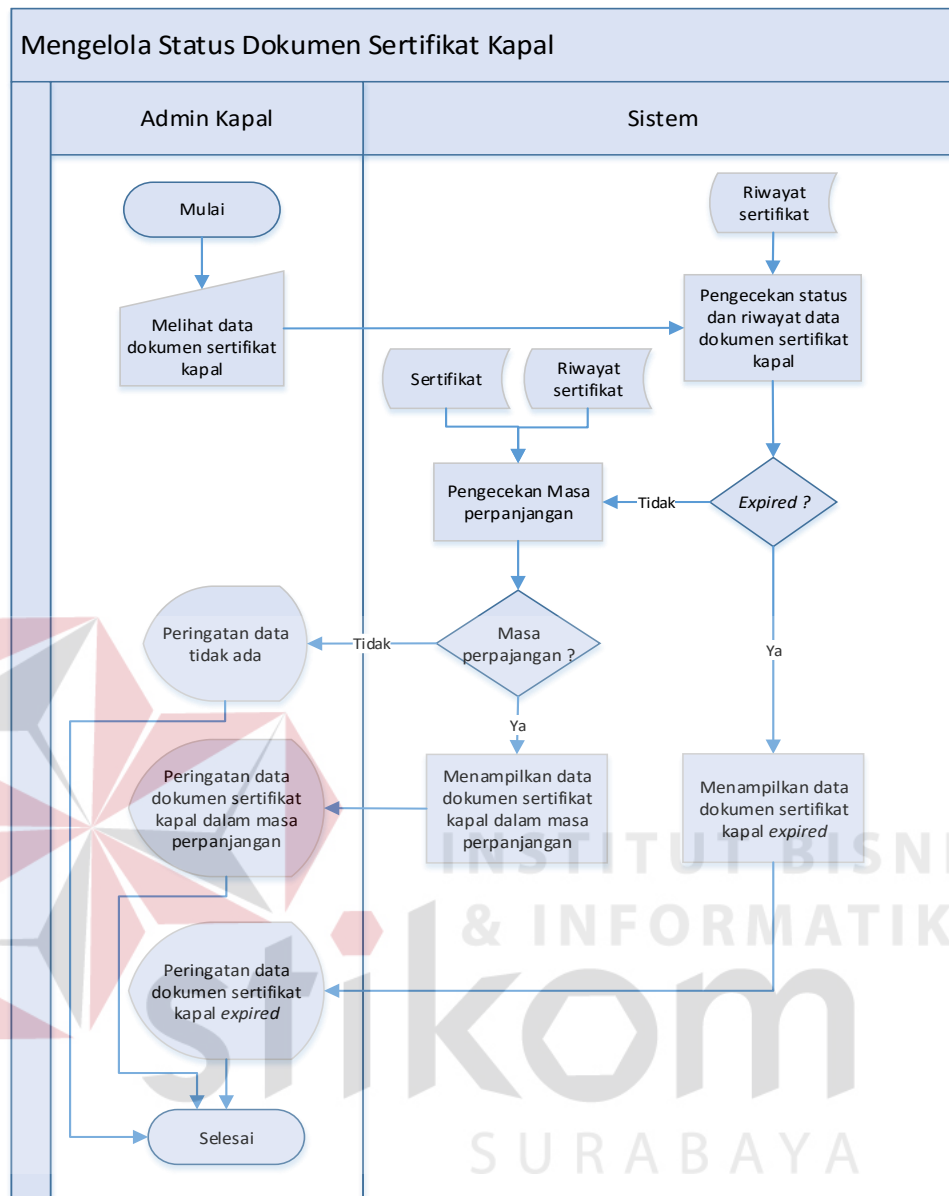 Mengelola Status Dokumen Sertifikat Kapal
Admin Kapal
Sistem
Mulai
Riwayat
sertifikat
Melihat data
dokumen sertifikat
kapal
Pengecekan status
dan riwayat data
dokumen sertifikat
kapal
Sertifikat
Riwayat
sertifikat
Pengecekan Masa
perpanjangan
Tidak
Expired ?
Peringatan data
tidak ada
Tidak
Masa
perpajangan ?
Ya
Ya
Peringatan data
dokumen sertifikat
kapal dalam masa
perpanjangan
Menampilkan data
dokumen sertifikat
kapal dalam masa
perpanjangan
Menampilkan data
dokumen sertifikat
kapal expired
INSTITUT BISNI
& INFORMATIK
stikom
SURABAYA
Peringatan data
dokumen sertifikat
kapal expired
Selesai